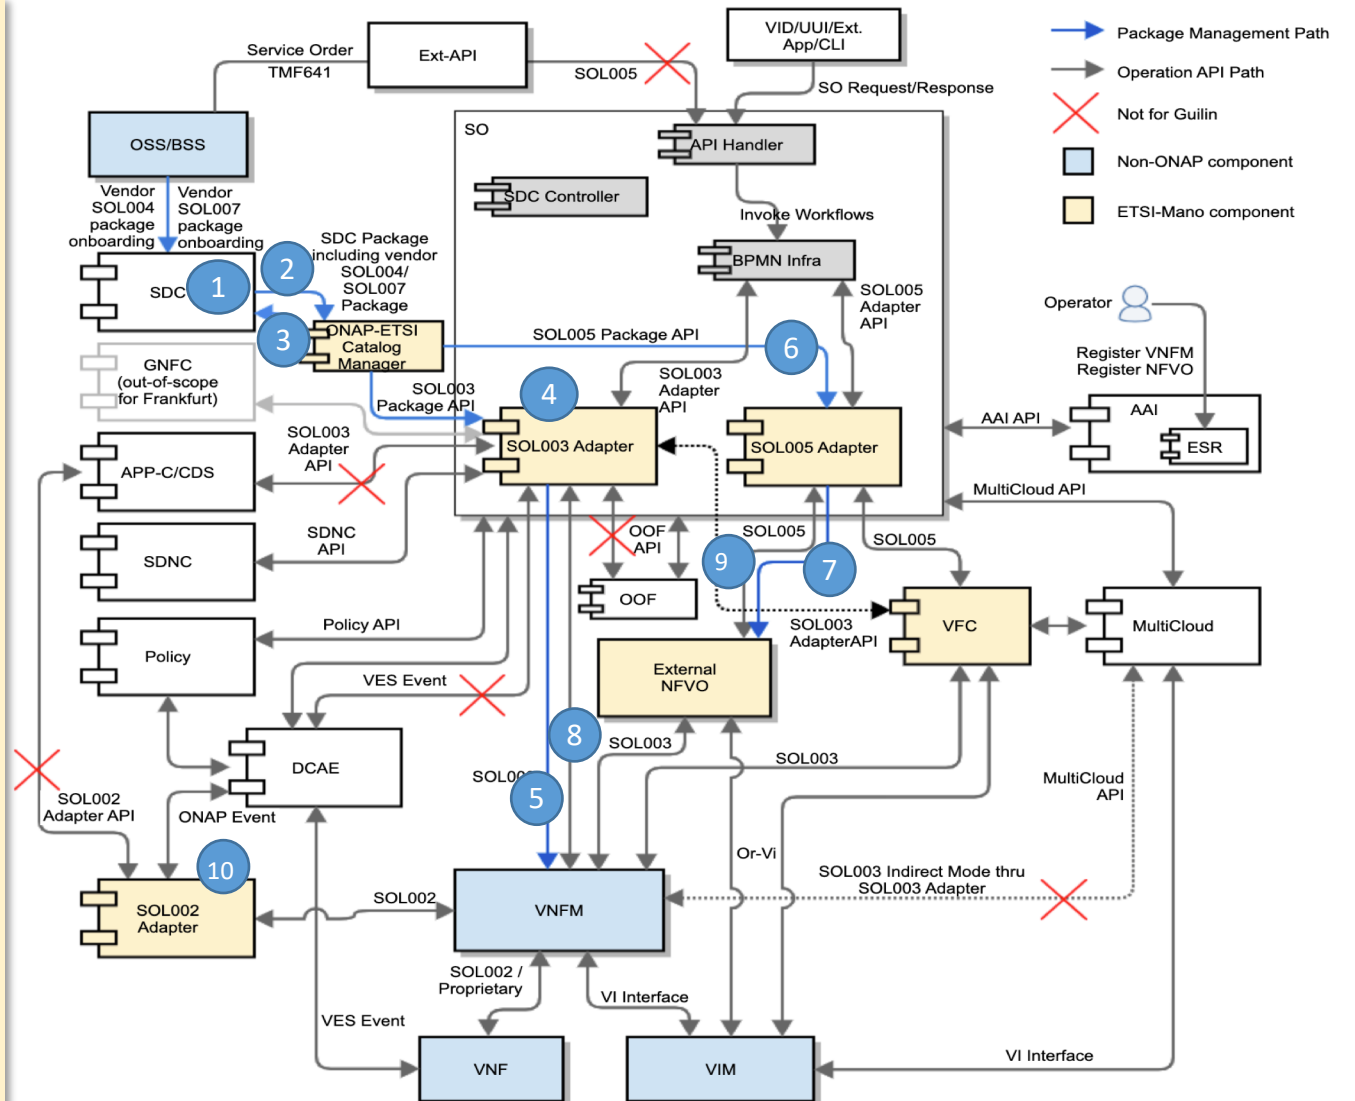 VID/UUI/Ext.
App/CLI
Service Order
TMF641
Ext-API
SOL005
SO Request/Response
Package Management Path
Operation API Path
Not for Guilin
Non-ONAP component
ETSI-Mano component
OSS/BSS
SO
API Handler
SDC Controller
Invoke Workflows
BPMN Infra
Vendor
SOL004
package
onboarding
Vendor
SOL007
package
onboarding
SDC Package
including vendor
SOL004/
SOL007
Package
SDC
1
2
3
ONAP-ETSI
Catalog
Manager
SOL005 Package API
6
SOL005
Adapter
API
SOL003
Adapter
API
Operator
Register VNFM
Register NFVO
AAI
ESR
AAI API
GNFC
(out-of-scope
for Frankfurt)
SOL003
Package API
4
SOL003 Adapter
SOL005 Adapter
SOL003
Adapter
API
APP-C/CDS
MultiCloud API
SDNC
API
SDNC
OOF
API
OOF
SOL005
9
7
SOL005
SOL003
AdapterAPI
VFC
MultiCloud
Policy API
Policy
External
NFVO
VES Event
8
SOL003
SOL003
DCAE
5
MultiCloud
API
SOL002
Adapter API
ONAP Event
10
Or-Vi
SOL003 Indirect Mode thru
SOL003 Adapter
SOL002
Adapter
SOL002
VNFM
SOL002 /
Proprietary
VI Interface
VES Event
VNF
VIM
VI Interface